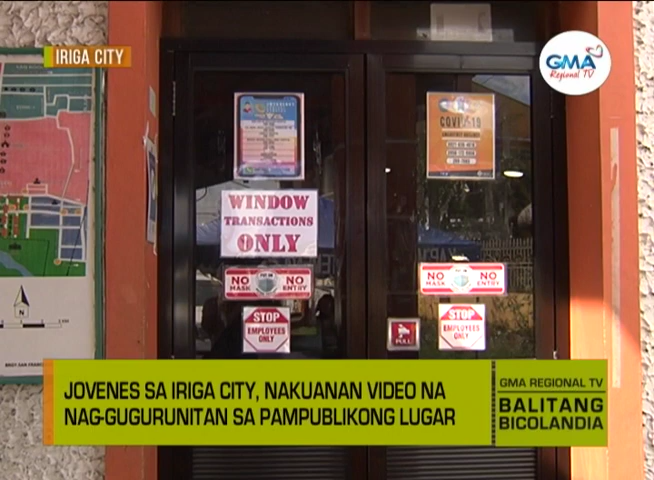 IRIGA CITY
GMA
Regional TV
COVID-19
WINDOW
TRANSACTIONS
ONLY
NO MASK
NO ENTRY
NO MASK
NO ENTRY
STOP
EMPLOYEES
ONLY
STOP
EMPLOYEES
ONLY
PULL
N
JOVENES SA IRIGA CITY, NAKUANAN VIDEO NA
NAG-GUGURUNITAN SA PAMPUBLIKONG LUGAR
GMA REGIONAL TV
BALITANG
BICOLANDIA